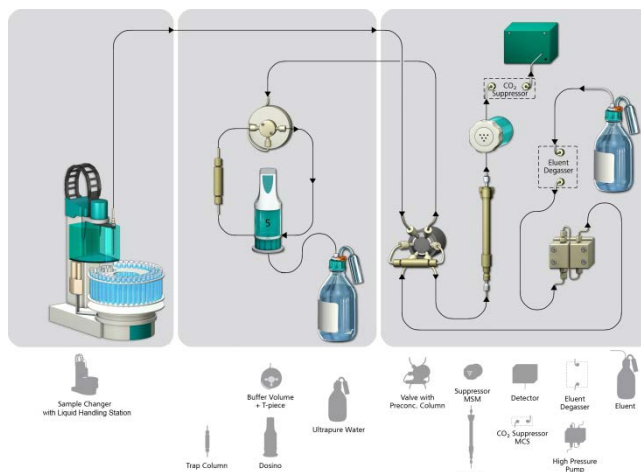 CO₂
Suppressor
Eluent
Degasser
5
Sample Changer
with Liquid Handling Station
Buffer Volume
+ T-piece
Trap Column
Dosino
Ultrapure Water
Valve with
Preconc. Column
Suppressor
MSM
Detector
CO₂ Suppressor
MCS
Eluent
Degasser
High Pressure
Pump
Eluent